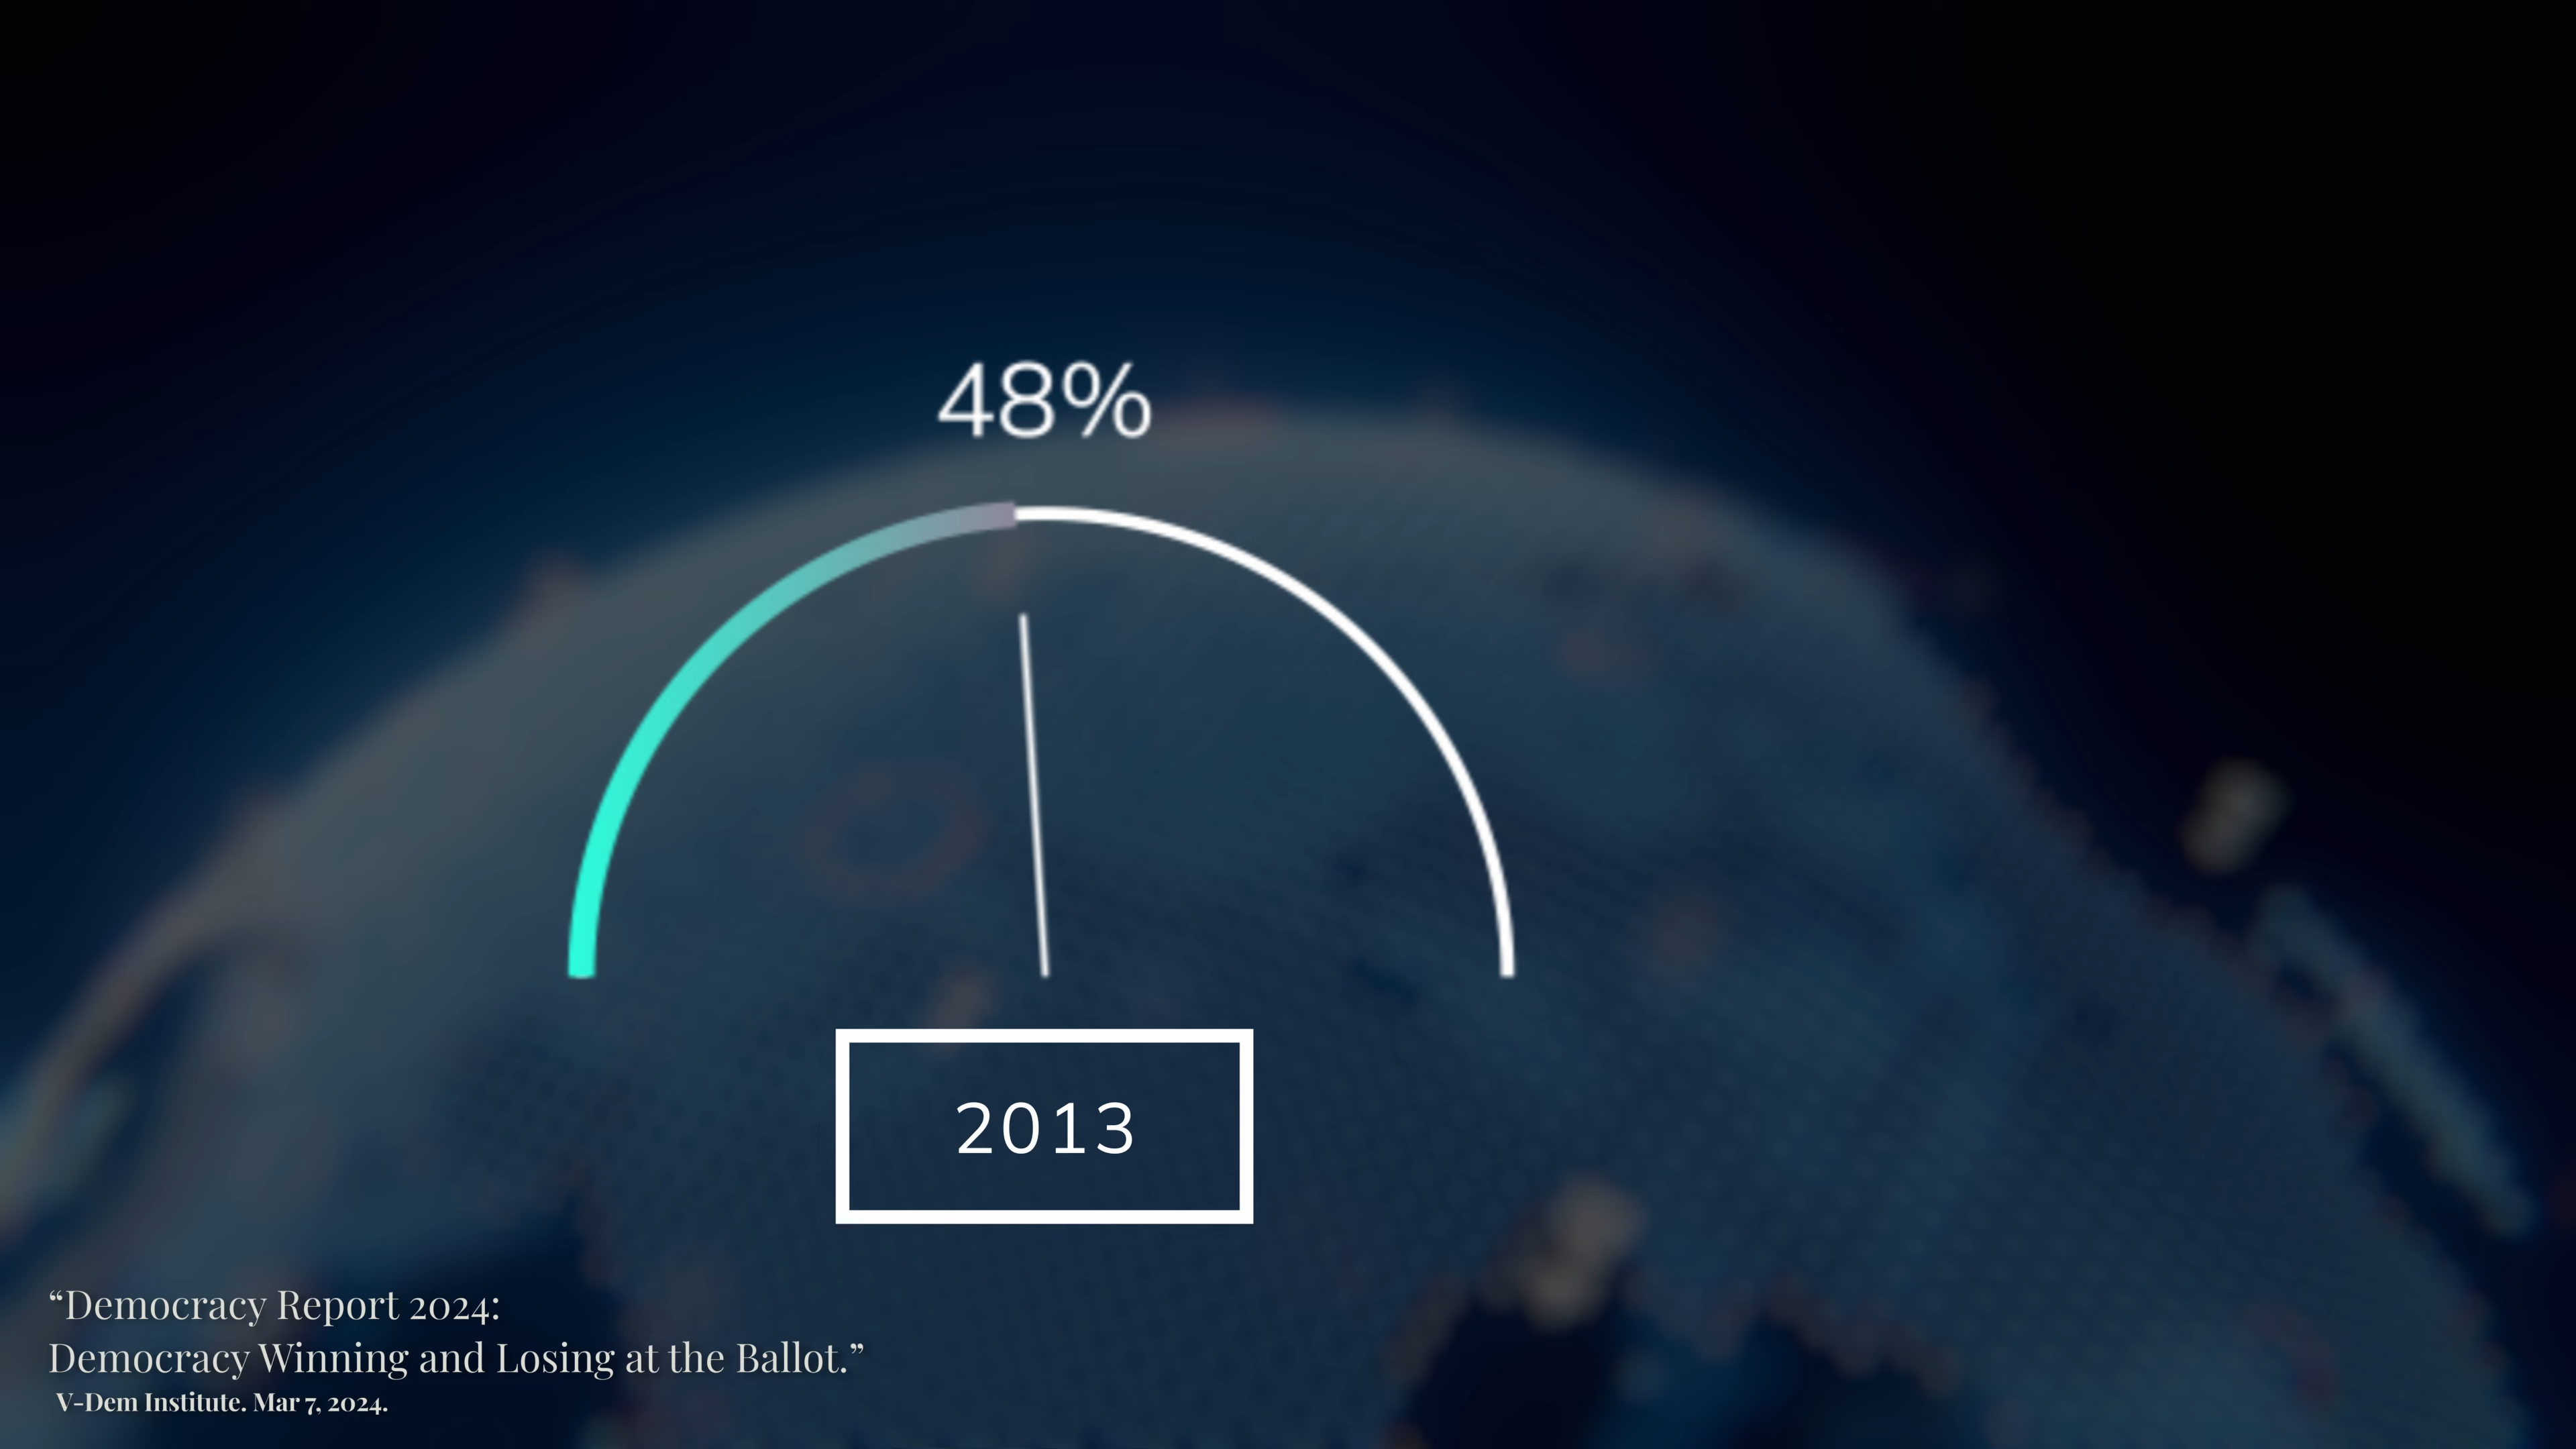 48%
2013
“Democracy Report 2024:
Democracy Winning and Losing at the Ballot.”
V-Dem Institute. Mar 7, 2024.